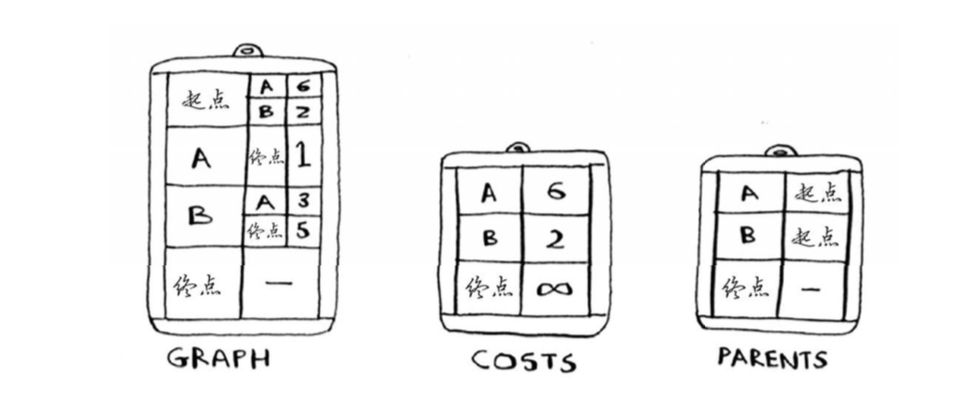 起点 A 6
B 2
A 终点 1
B A 3
终点 5
终点 —
GRAPH
A 6
B 2
终点 ∞
COSTS
A 起点
B 起点
终点 —
PARENTS